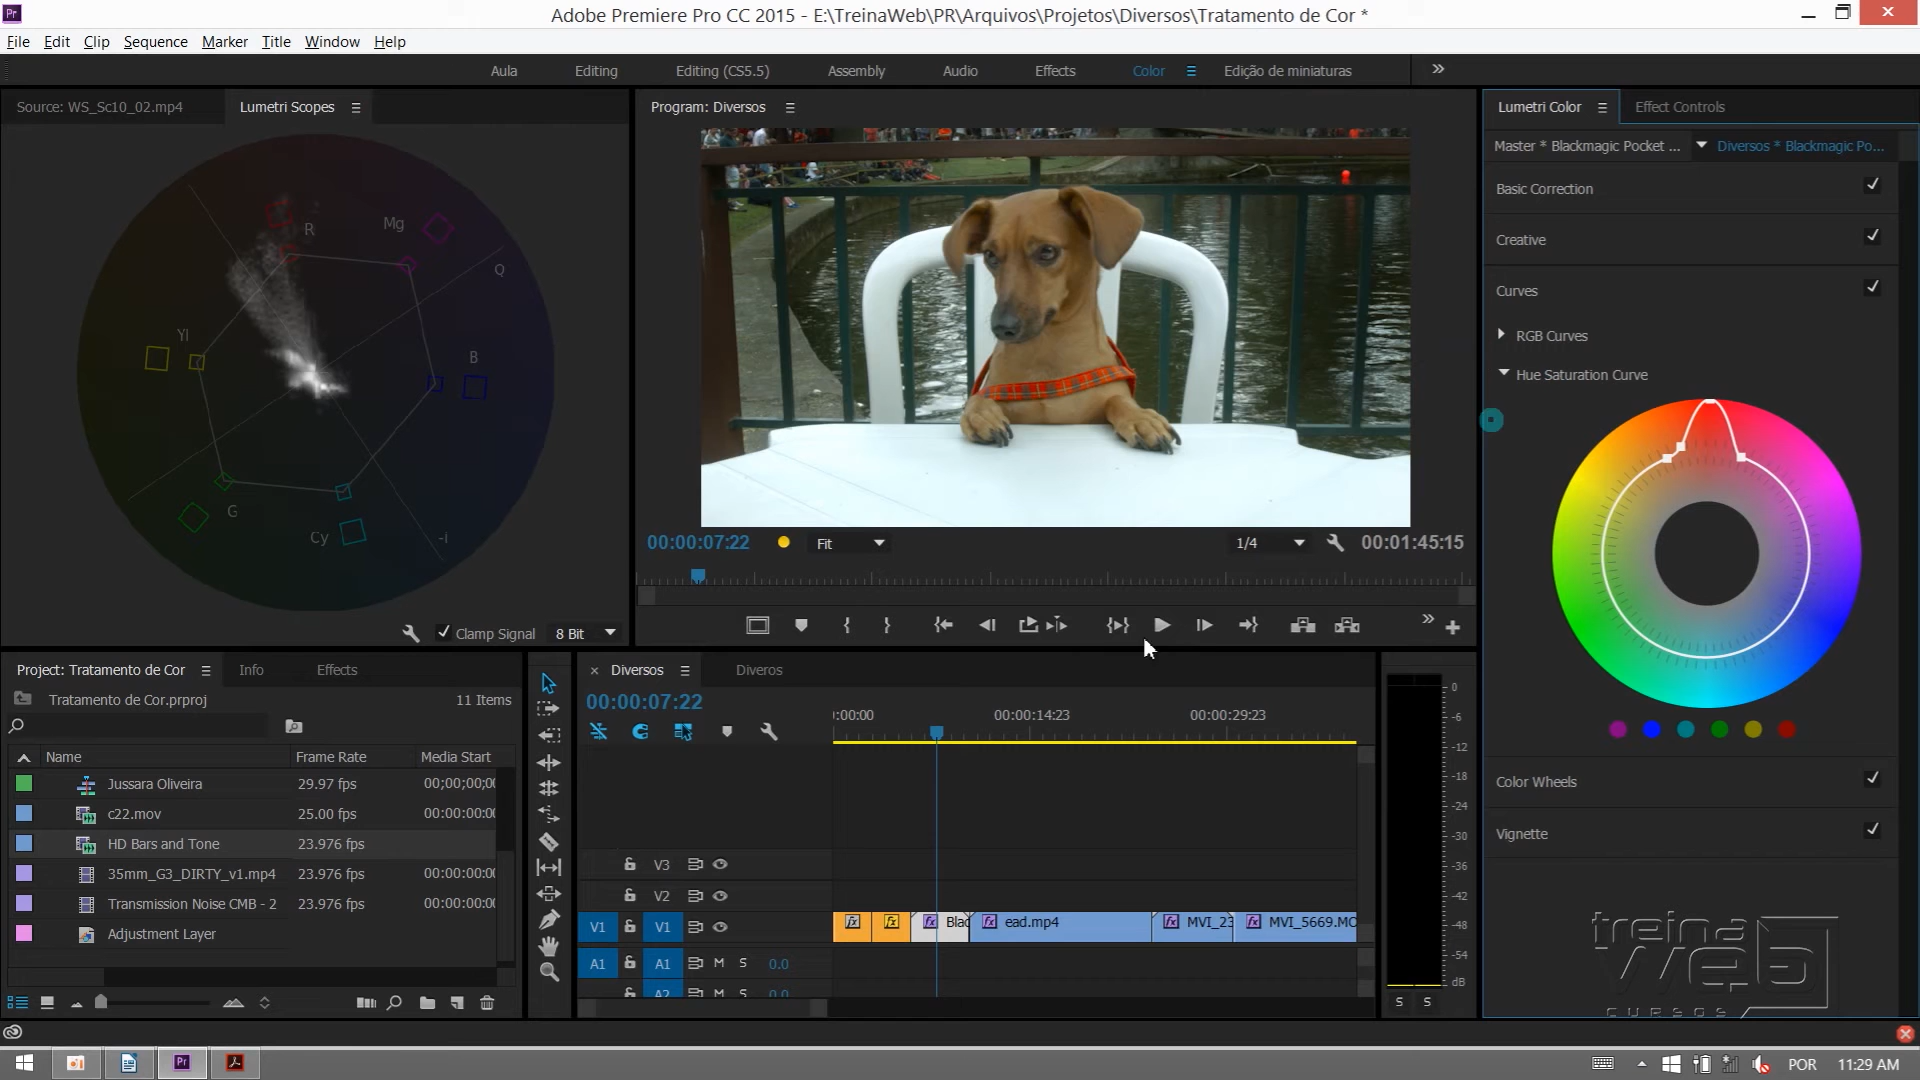 Adobe Premiere Pro CC 2015 - E:\TreinaWeb\PR\Arquivos\Projetos\Diversos\Tratamento de Cor *
File Edit Clip Sequence Marker Title Window Help
Aula Editing Editing (CS5.5) Assembly Audio Effects Color Edição de miniaturas
Source: WS_Sc10_02.mp4 Lumetri Scopes
R Mg Q Yl B G Cy -I
Clamp Signal 8 Bit
Program: Diversos
00:00:07:22 Fit 1/4 00:01:45:15
Lumetri Color Effect Controls
Master * Blackmagic Pocket ... Diversos * Blackmagic Po...
Basic Correction
Creative
Curves
RGB Curves
Hue Saturation Curve
Color Wheels
Vignette
treina
web
cursos
Project: Tratamento de Cor Info Effects
Tratamento de Cor.prproj 11 Items
Name Frame Rate Media Start
Jussara Oliveira 29.97 fps 00;00;00;0
c22.mov 25.00 fps 00:00:00:0
HD Bars and Tone 23.976 fps
35mm_G3_DIRTY_v1.mp4 23.976 fps 00:00:00:0
Transmission Noise CMB - 2 23.976 fps 00:00:00:0
Adjustment Layer
Diversos Diveros
00:00:07:22
:00:00 00:00:14:23 00:00:29:23
V3
V2
V1 V1 fx fx fx Blac fx ead.mp4 fx MVI_23 fx MVI_5669.MO
A1 A1 M S 0.0
A2 M S 0.0
0
-6
-12
-18
-24
-30
-36
-42
-48
-54
dB
S S
Pr POR 11:29 AM